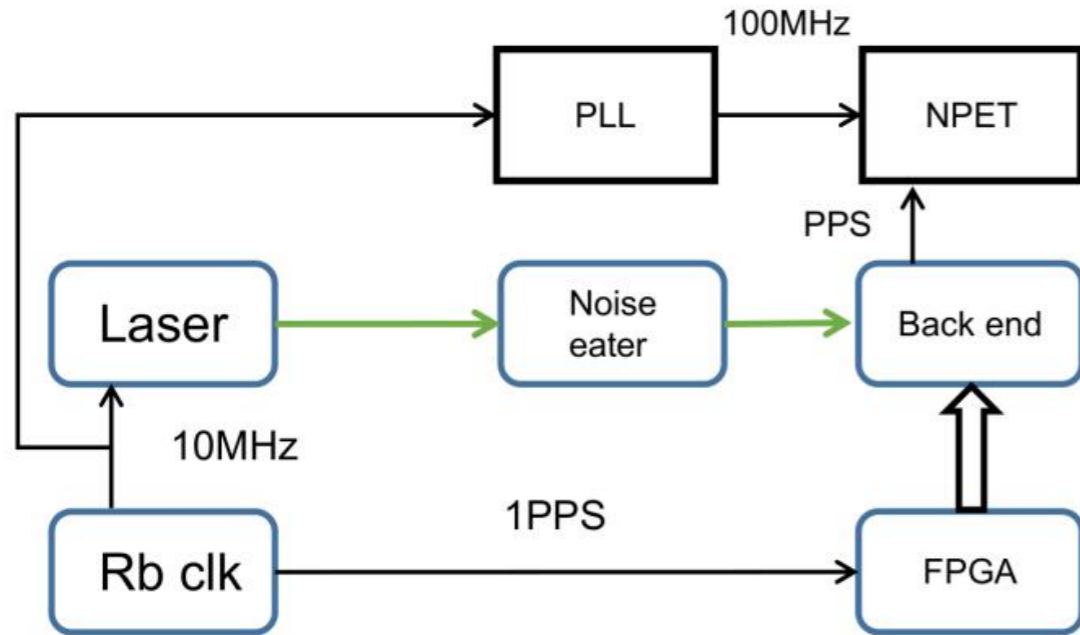 100MHz
PLL
NPET
PPS
Laser
Noise
eater
Back end
10MHz
1PPS
Rb clk
FPGA